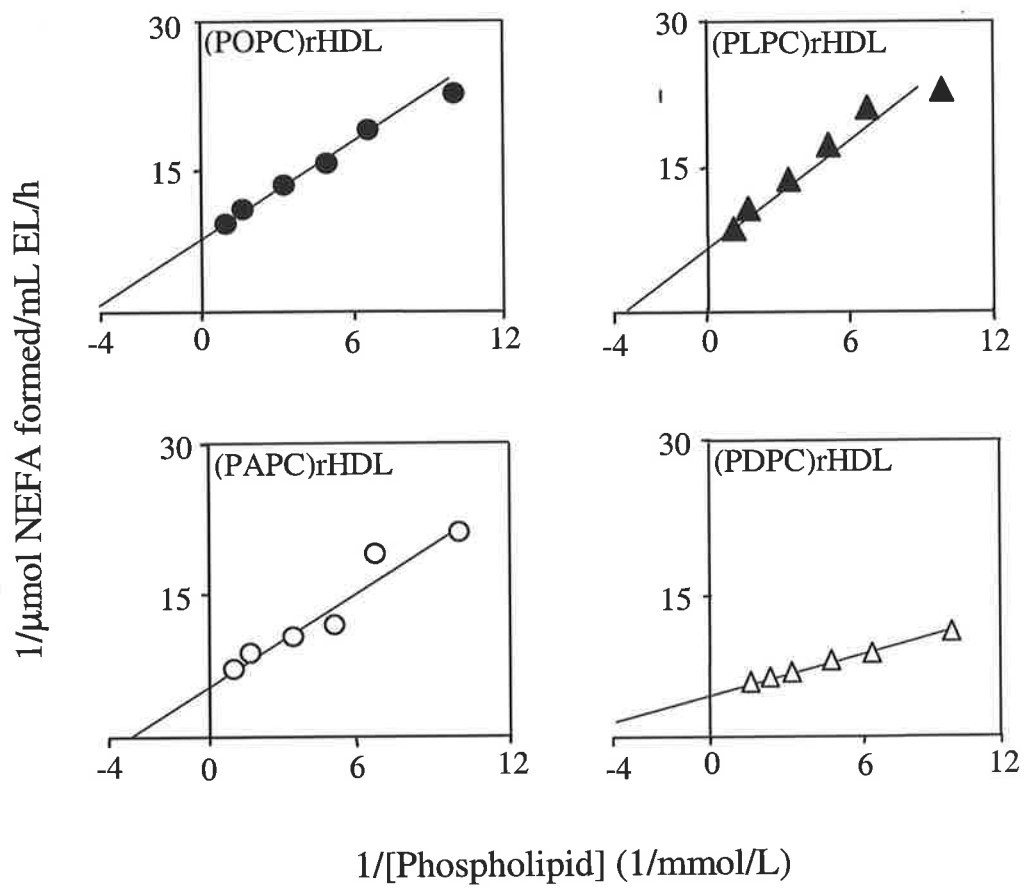 30
(POPC)rHDL
15
-4 0 6 12
30
(PLPC)rHDL
15
-4 0 6 12
1/μmol NEFA formed/mL EL/h
30
(PAPC)rHDL
15
-4 0 6 12
30
(PDPC)rHDL
15
-4 0 6 12
1/[Phospholipid] (1/mmol/L)